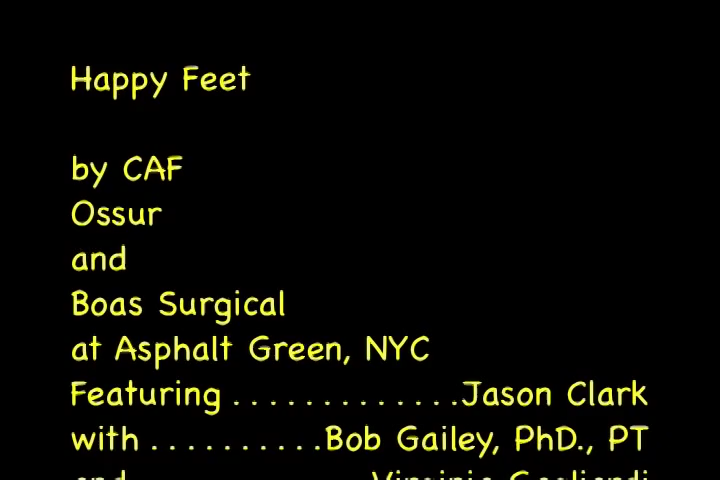 Happy Feet
by CAF
Ossur
and
Boas Surgical
at Asphalt Green, NYC
Featuring . . . . . . . . . . . . .Jason Clark
with . . . . . . . . . .Bob Gailey, PhD., PT
and